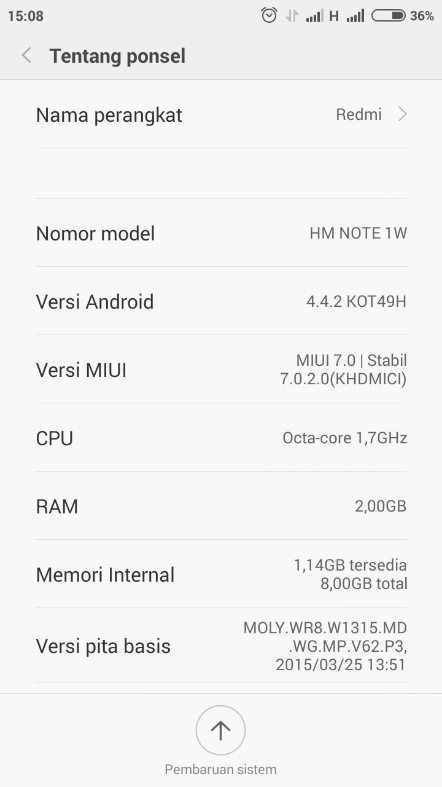 15:08 H 36%
Tentang ponsel
Nama perangkat Redmi
Nomor model HM NOTE 1W
Versi Android 4.4.2 KOT49H
Versi MIUI MIUI 7.0 | Stabil
7.0.2.0(KHDMICI)
CPU Octa-core 1,7GHz
RAM 2,00GB
Memori Internal 1,14GB tersedia
8,00GB total
Versi pita basis MOLY.WR8.W1315.MD
.WG.MP.V62.P3,
2015/03/25 13:51
Pembaruan sistem